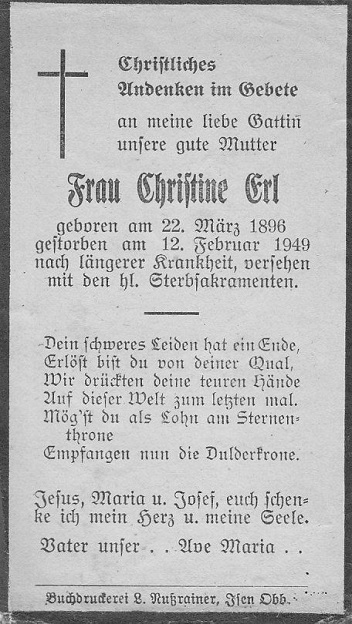 Christliches
Andenken im Gebete
an meine liebe Gattin̄
unsere gute Mutter
Frau Christine Erl
geboren am 22. März 1896
gestorben am 12. Februar 1949
nach längerer Krankheit, versehen
mit den hl. Sterbsakramenten.
Dein schweres Leiden hat ein Ende,
Erlöst bist du von deiner Qual,
Wir drückten deine teuren Hände
Auf dieser Welt zum letzten mal.
Mög'st du als Lohn am Sternen-
throne
Empfangen nun die Dulderkrone.
Jesus, Maria u. Josef, euch schen-
ke ich mein Herz u. meine Seele.
Vater unser . . Ave Maria . .
Buchdruckerei L. Nußrainer, Isen Obb.